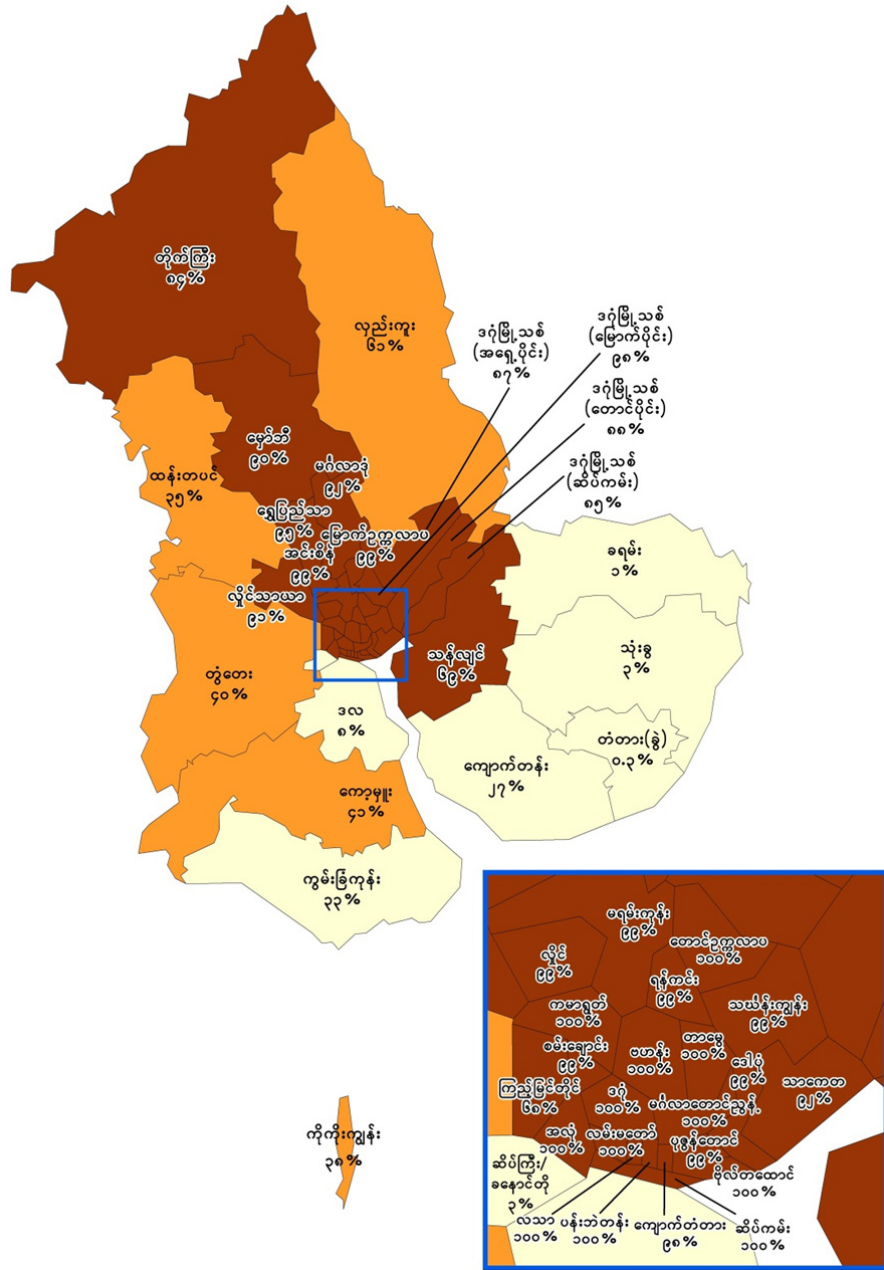 တိုက်ကြီး
၈၄%
လှည်းကူး
၆၁%
ဒဂုံမြို့သစ်
(အရှေ့ပိုင်း)
၈၇%
ဒဂုံမြို့သစ်
(မြောက်ပိုင်း)
၉၈%
ဒဂုံမြို့သစ်
(တောင်ပိုင်း)
၈၈%
ဒဂုံမြို့သစ်
(ဆိပ်ကမ်း)
၈၅%
မှော်ဘီ
၉၀%
မင်္ဂလာဒုံ
၉၂%
ထန်းတပင်
၃၅%
ရွှေပြည်သာ
၉၅%
မြောက်ဥက္ကလာပ
၉၉%
အင်းစိန်
၉၉%
လှိုင်သာယာ
၉၁%
ခရမ်း
၁%
သုံးခွ
၃%
သန်လျင်
၆၉%
တွံတေး
၄၀%
ဒလ
၈%
တံတား(ခွဲ)
၀.၃%
ကျောက်တန်း
၂၇%
ကော့မှူး
၄၁%
ကွမ်းခြံကုန်း
၃၃%
ကိုကိုးကျွန်း
၃၈%
မရမ်းကုန်း
၉၉%
တောင်ဥက္ကလာပ
၁၀၀%
လှိုင်
၉၉%
ရန်ကင်း
၉၉%
ကမာရွတ်
၁၀၀%
သင်္ဃန်းကျွန်း
၉၉%
စမ်းချောင်း
၉၉%
ဗဟန်း
၁၀၀%
တာမွေ
၁၀၀%
ဒေါပုံ
၉၉%
သာကေတ
၉၂%
ကြည့်မြင်တိုင်
၆၈%
ဒဂုံ
၁၀၀%
မင်္ဂလာတောင်ညွန့်
၁၀၀%
အလုံ
၁၀၀%
လမ်းမတော်
၁၀၀%
ပုဇွန်တောင်
၉၉%
ဗိုလ်တထောင်
၁၀၀%
ဆိပ်ကြီး/
ခနောင်တို
၃%
လသာ
၁၀၀%
ပန်းဘဲတန်း
၁၀၀%
ကျောက်တံတား
၉၈%
ဆိပ်ကမ်း
၁၀၀%